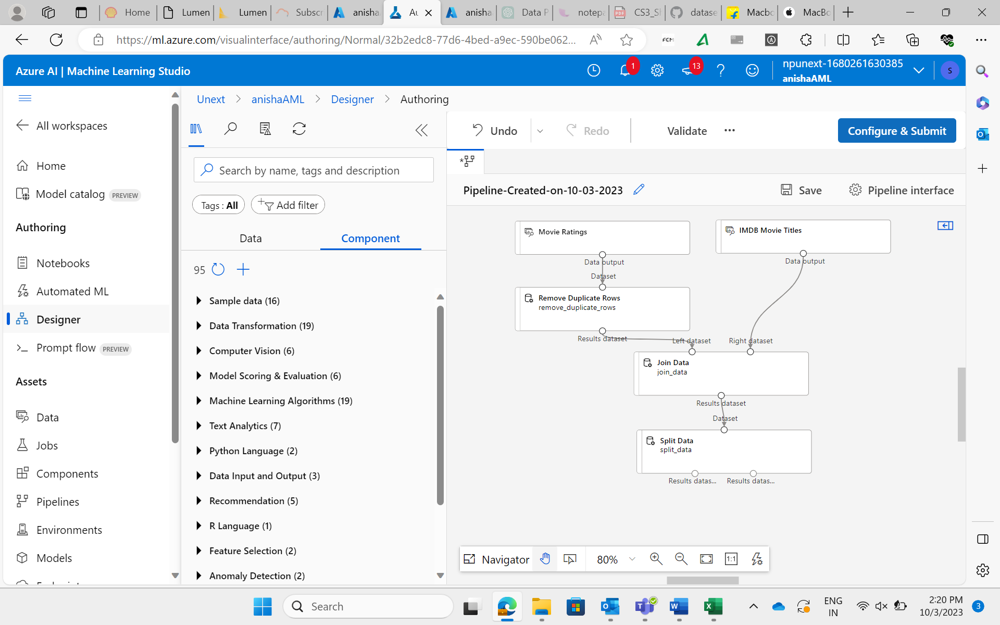 Home
Lumen
Lumen
Subscr
anisha
Au
anisha
Data P
notepa
PDF
CS3_Sh
datase
Macbo
MacBo
https://ml.azure.com/visualinterface/authoring/Normal/32b2edc8-77d6-4bed-a9ec-590be062...
FCM
Azure AI | Machine Learning Studio
1
13
npunext-1680261630385
anishaAML
S
All workspaces
Home
Model catalog PREVIEW
Authoring
Notebooks
Automated ML
Designer
Prompt flow PREVIEW
Assets
Data
Jobs
Components
Pipelines
Environments
Models
Unext > anishaAML > Designer > Authoring
Search by name, tags and description
Tags : All
Add filter
Data
Component
95
Sample data (16)
Data Transformation (19)
Computer Vision (6)
Model Scoring & Evaluation (6)
Machine Learning Algorithms (19)
Text Analytics (7)
Python Language (2)
Data Input and Output (3)
Recommendation (5)
R Language (1)
Feature Selection (2)
Anomaly Detection (2)
Undo
Redo
Validate
Configure & Submit
Pipeline-Created-on-10-03-2023
Save
Pipeline interface
Movie Ratings
IMDB Movie Titles
Data output
Data output
Dataset
Remove Duplicate Rows
remove_duplicate_rows
Results dataset
Left dataset
Right dataset
Join Data
join_data
Results dataset
Dataset
Split Data
split_data
Results datas...
Results datas...
Navigator
80%
1:1
Search
ENG
IN
2:20 PM
10/3/2023
3